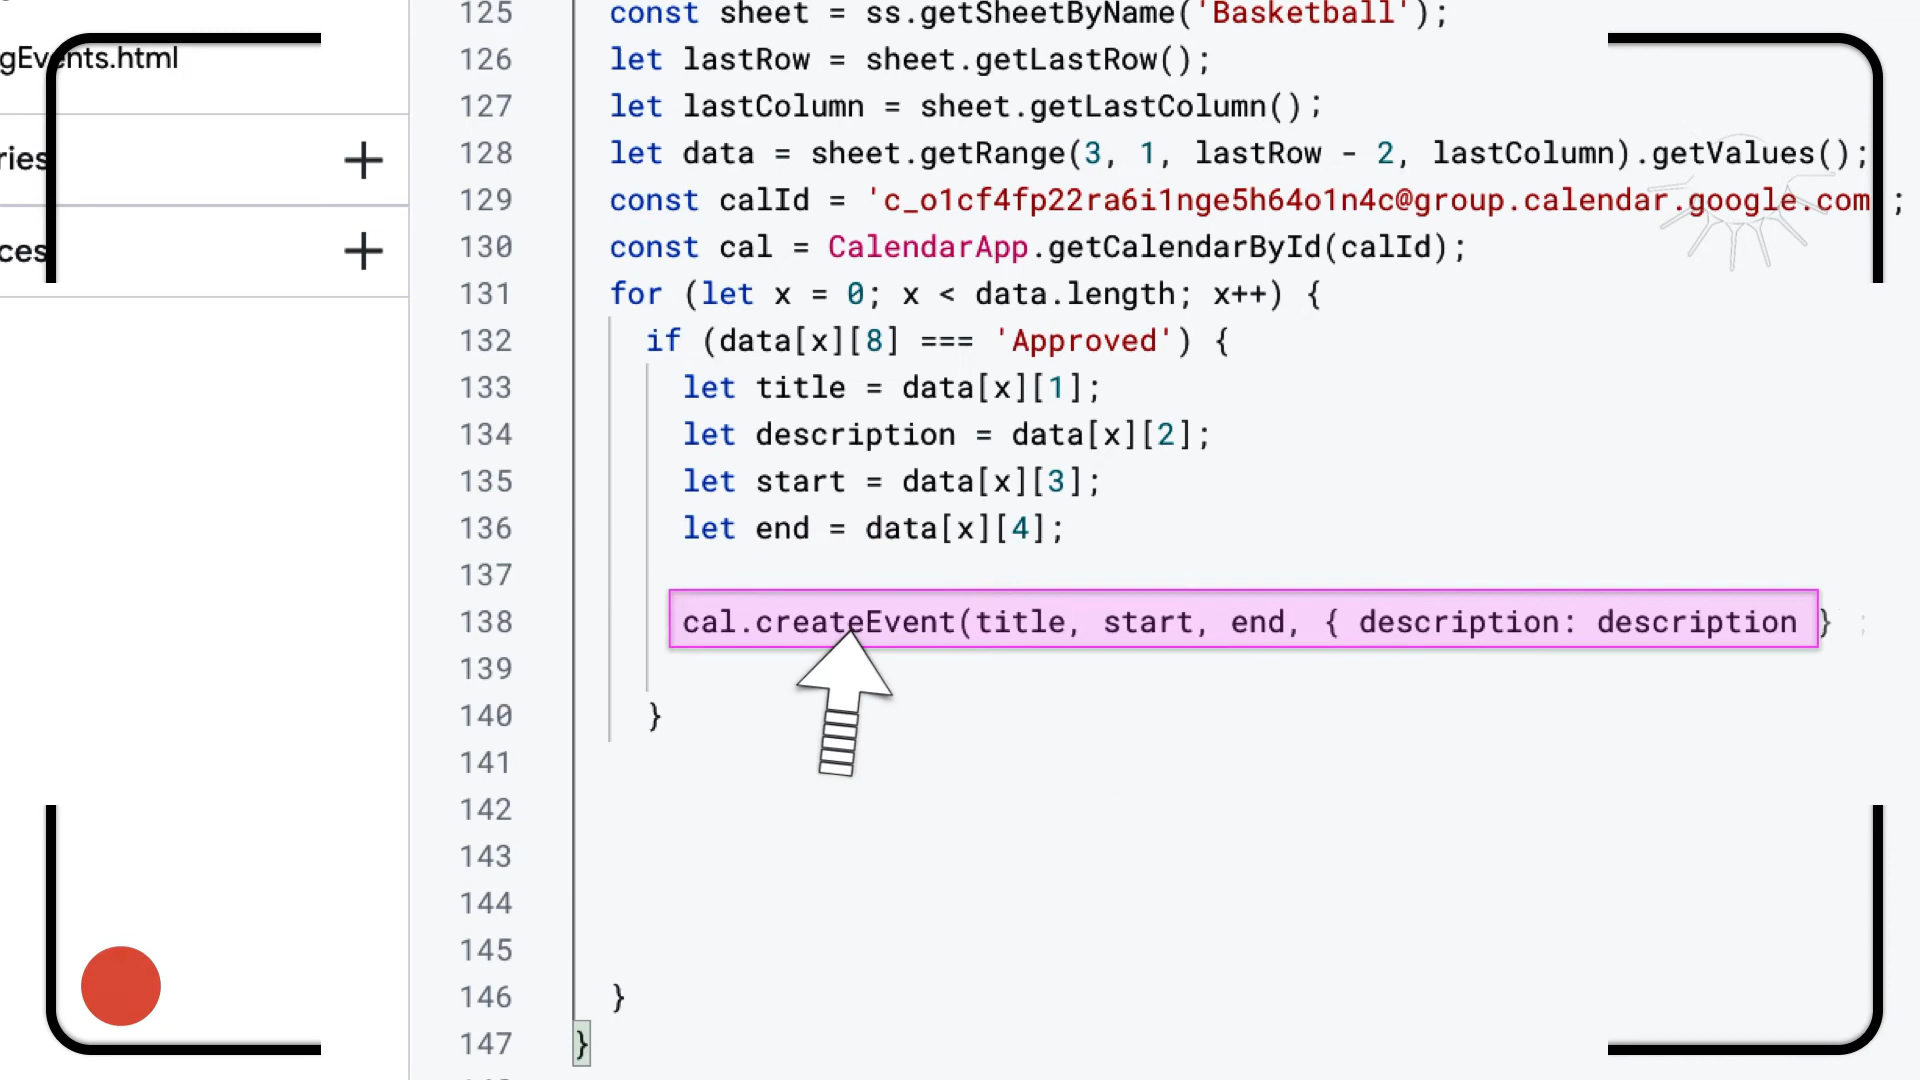 gEvents.html
ries
ces
125 const sheet = ss.getSheetByName('Basketball');
126 let lastRow = sheet.getLastRow();
127 let lastColumn = sheet.getLastColumn();
128 let data = sheet.getRange(3, 1, lastRow - 2, lastColumn).getValues();
129 const calId = 'c_o1cf4fp22ra6i1nge5h64o1n4c@group.calendar.google.com ;
130 const cal = CalendarApp.getCalendarById(calId);
131 for (let x = 0; x < data.length; x++) {
132 if (data[x][8] === 'Approved') {
133 let title = data[x][1];
134 let description = data[x][2];
135 let start = data[x][3];
136 let end = data[x][4];
137
138 cal.createEvent(title, start, end, { description: description } ;
139
140 }
141
142
143
144
145
146 }
147 }